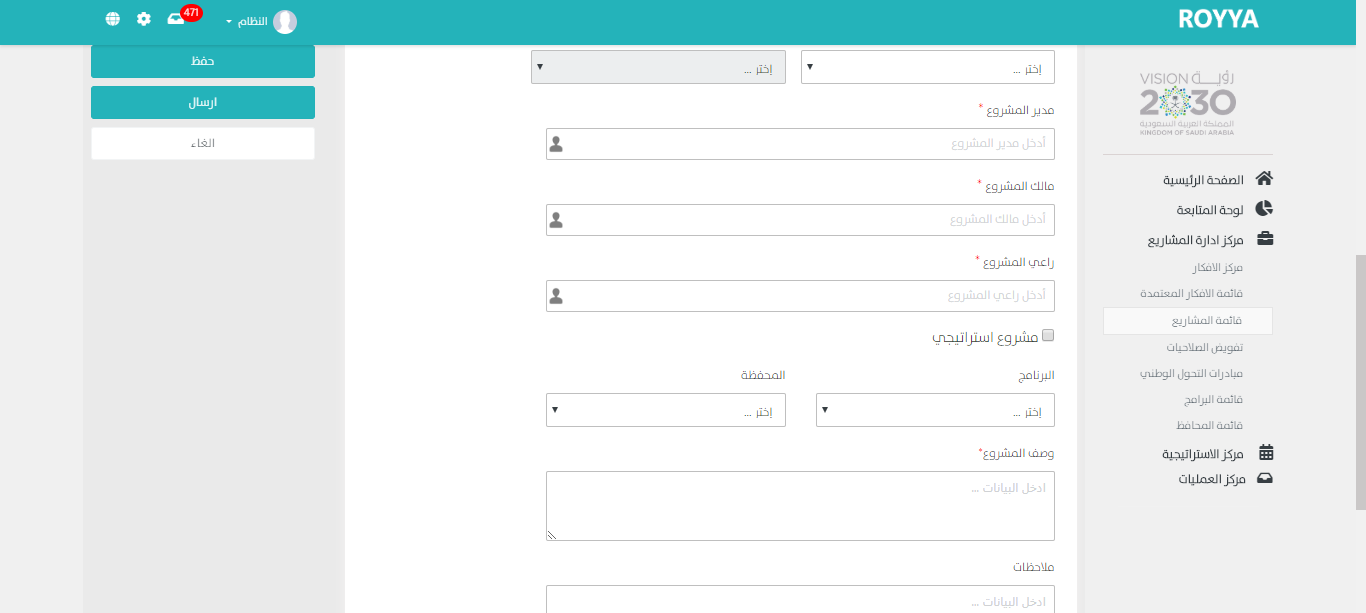 ROYYA
النظام
471
رؤيـــة VISION
2030
المملكة العربية السعودية
KINGDOM OF SAUDI ARABIA
الصفحة الرئيسية
لوحة المتابعة
مركز ادارة المشاريع
مركز الافكار
قائمة الافكار المعتمدة
قائمة المشاريع
تفويض الصلاحيات
مبادرات التحول الوطني
قائمة البرامج
قائمة المحافظ
مركز الاستراتيجية
مركز العمليات
إختر ...
إختر ...
مدير المشروع *
أدخل مدير المشروع
مالك المشروع *
أدخل مالك المشروع
راعي المشروع *
أدخل راعي المشروع
مشروع استراتيجي
البرنامج
المحفظة
إختر ...
إختر ...
وصف المشروع*
ادخل البيانات ...
ملاحظات
ادخل البيانات ...
حفظ
ارسال
الغاء